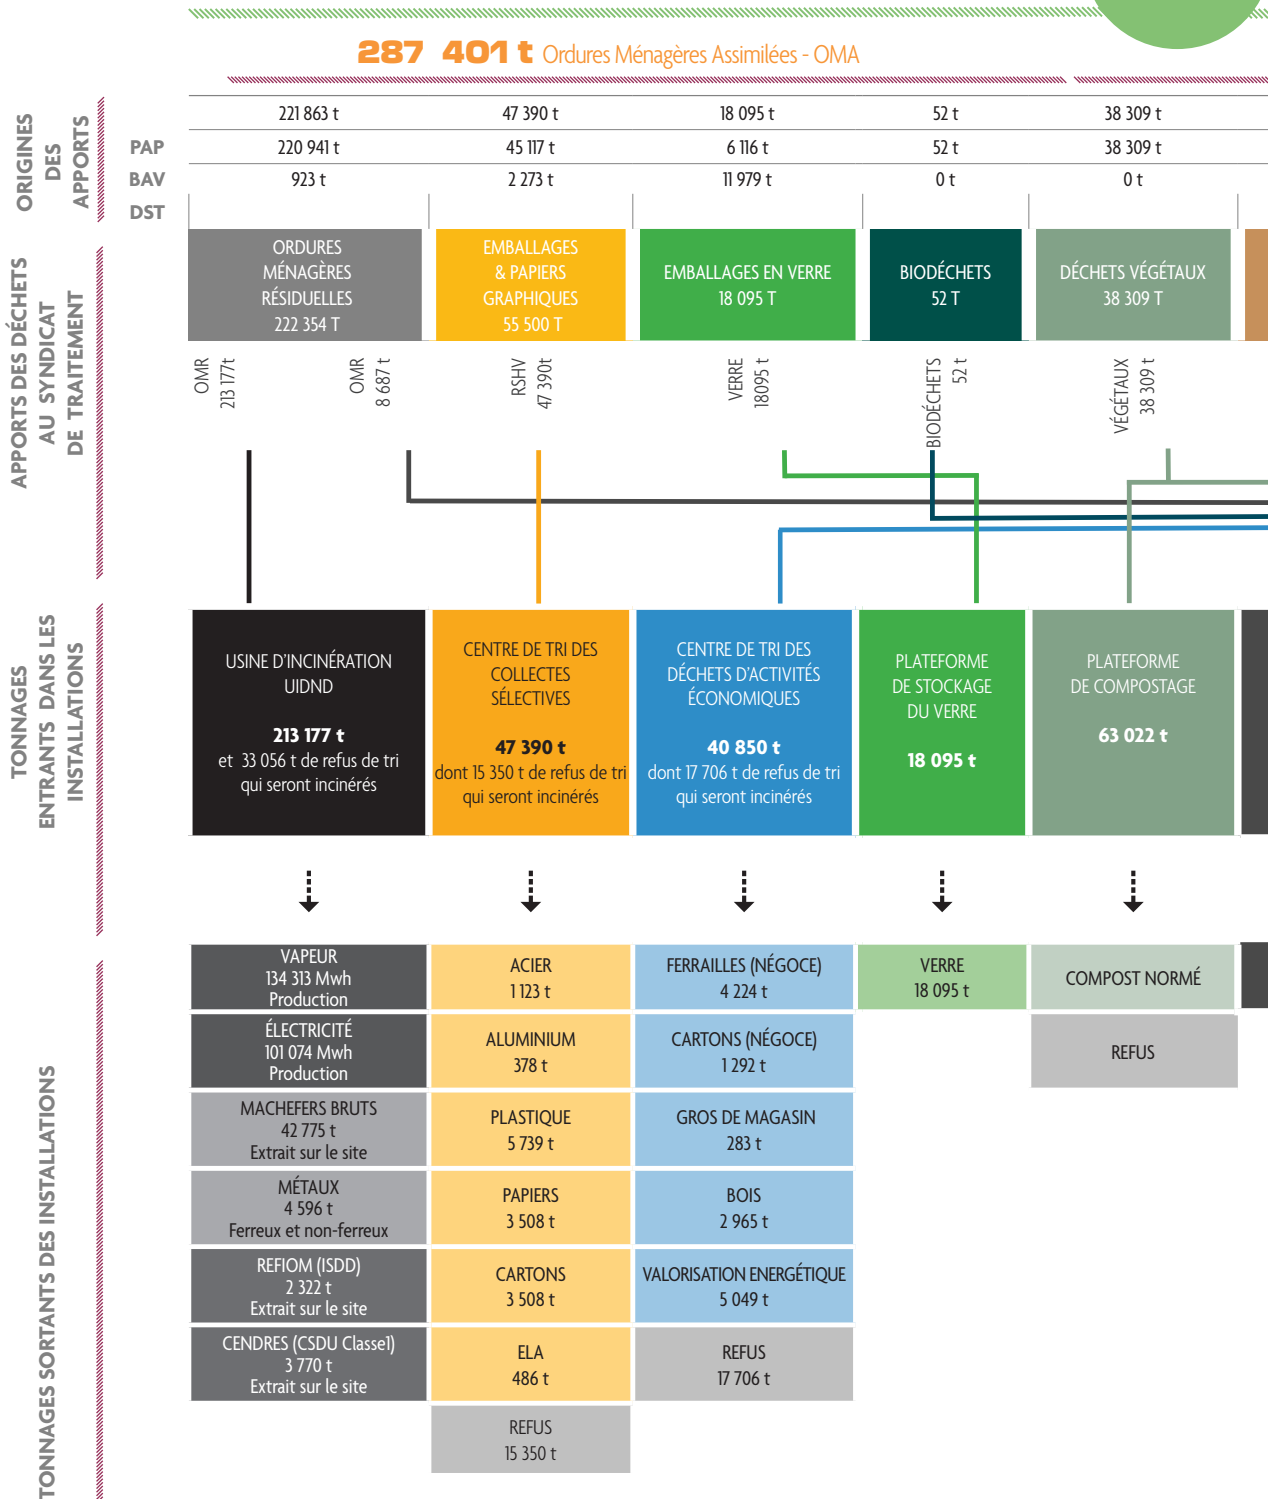 287 401 t Ordures Ménagères Assimilées - OMA
ORIGINES
DES
APPORTS
221 863 t
47 390 t
18 095 t
52 t
38 309 t
PAP
220 941 t
45 117 t
6 116 t
52 t
38 309 t
BAV
923 t
2 273 t
11 979 t
0 t
0 t
DST
APPORTS DES DÉCHETS
AU SYNDICAT
DE TRAITEMENT
ORDURES
MÉNAGÈRES
RÉSIDUELLES
222 354 T
EMBALLAGES
& PAPIERS
GRAPHIQUES
55 500 T
EMBALLAGES EN VERRE
18 095 T
BIODÉCHETS
52 T
DÉCHETS VÉGÉTAUX
38 309 T
OMR
213 177t
OMR
8 687 t
RSHV
47 390t
VERRE
18095 t
BIODÉCHETS
52 t
VÉGÉTAUX
38 309 t
TONNAGES
ENTRANTS DANS LES
INSTALLATIONS
USINE D'INCINÉRATION
UIDND
213 177 t
et 33 056 t de refus de tri
qui seront incinérés
CENTRE DE TRI DES
COLLECTES
SÉLECTIVES
47 390 t
dont 15 350 t de refus de tri
qui seront incinérés
CENTRE DE TRI DES
DÉCHETS D'ACTIVITÉS
ÉCONOMIQUES
40 850 t
dont 17 706 t de refus de tri
qui seront incinérés
PLATEFORME
DE STOCKAGE
DU VERRE
18 095 t
PLATEFORME
DE COMPOSTAGE
63 022 t
TONNAGES SORTANTS DES INSTALLATIONS
VAPEUR
134 313 Mwh
Production
ÉLECTRICITÉ
101 074 Mwh
Production
MACHEFERS BRUTS
42 775 t
Extrait sur le site
MÉTAUX
4 596 t
Ferreux et non-ferreux
REFIOM (ISDD)
2 322 t
Extrait sur le site
CENDRES (CSDU Classe1)
3 770 t
Extrait sur le site
ACIER
1 123 t
ALUMINIUM
378 t
PLASTIQUE
5 739 t
PAPIERS
3 508 t
CARTONS
3 508 t
ELA
486 t
REFUS
15 350 t
FERRAILLES (NÉGOCE)
4 224 t
CARTONS (NÉGOCE)
1 292 t
GROS DE MAGASIN
283 t
BOIS
2 965 t
VALORISATION ENERGÉTIQUE
5 049 t
REFUS
17 706 t
VERRE
18 095 t
COMPOST NORMÉ
REFUS